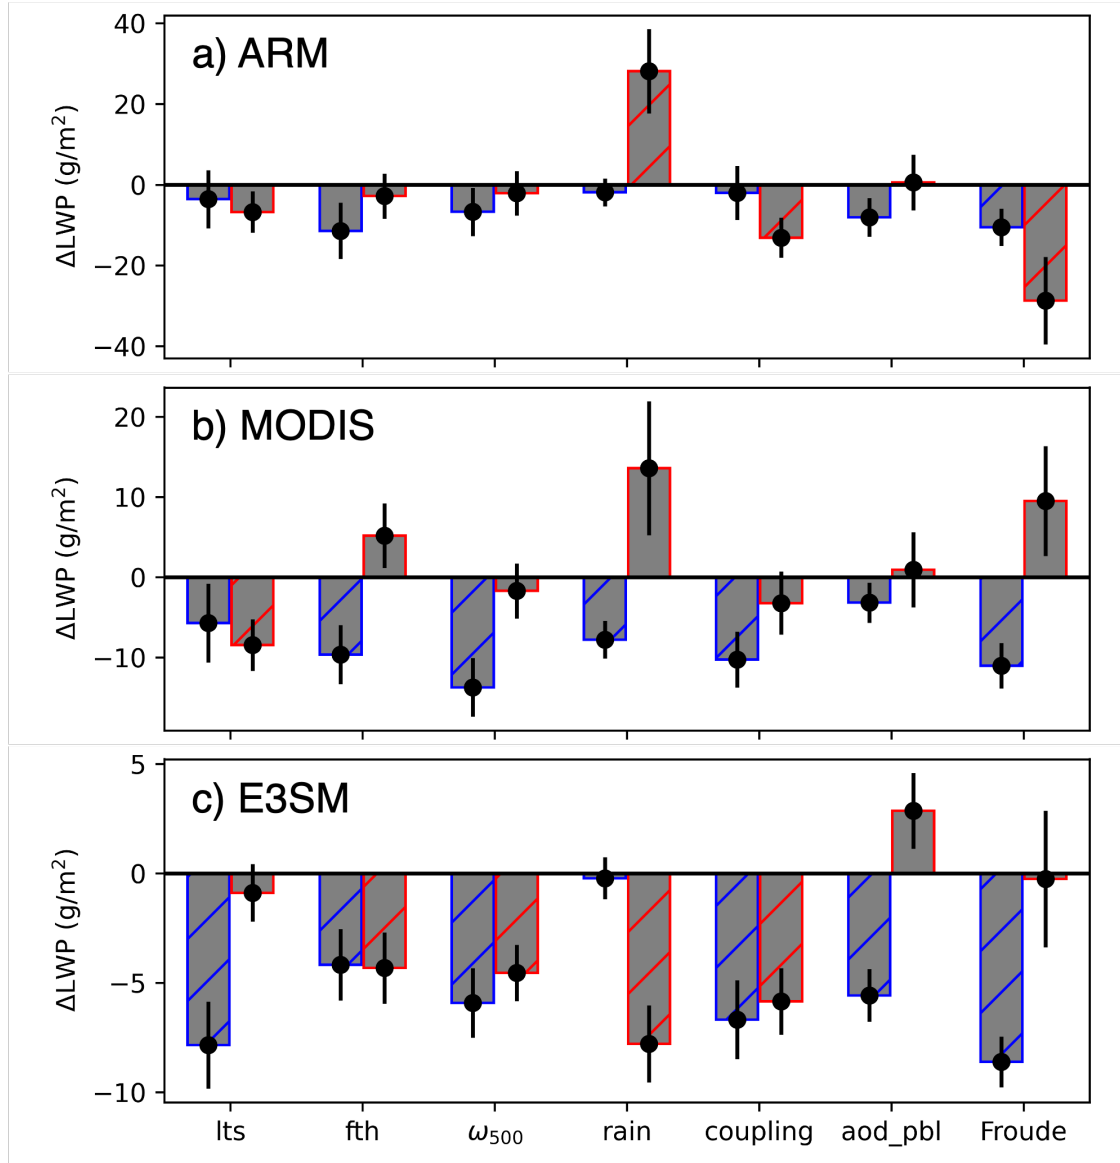 a) ARM
ΔLWP (g/m²)
40
20
0
−20
−40
b) MODIS
ΔLWP (g/m²)
20
10
0
−10
c) E3SM
ΔLWP (g/m²)
5
0
−5
−10
lts fth ω₅₀₀ rain coupling aod_pbl Froude